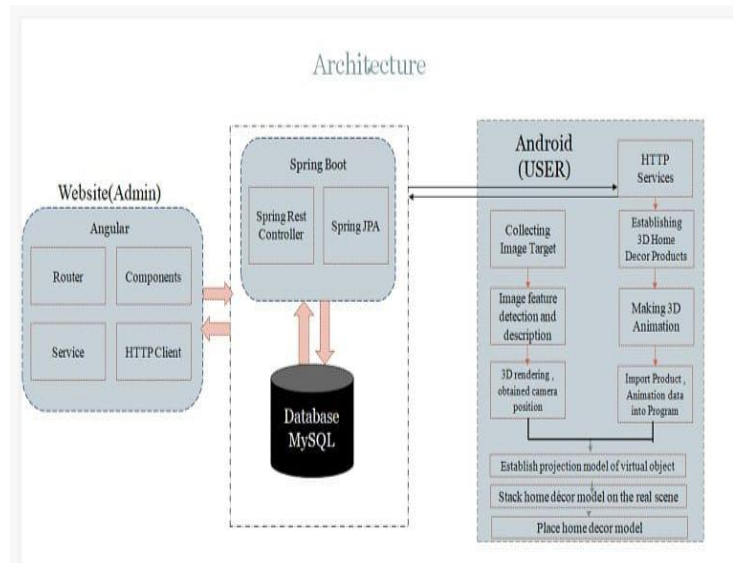 Architecture
Website(Admin)
Angular
Router
Components
Service
HTTP Client
Spring Boot
Spring Rest
Controller
Spring JPA
Database
MySQL
Android
(USER)
HTTP
Services
Collecting
Image Target
Establishing
3D Home
Decor Products
Image feature
detection and
description
Making 3D
Animation
3D rendering ,
obtained camera
position
Import Product ,
Animation data
into Program
Establish projection model of virtual object
Stack home décor model on the real scene
Place home decor model